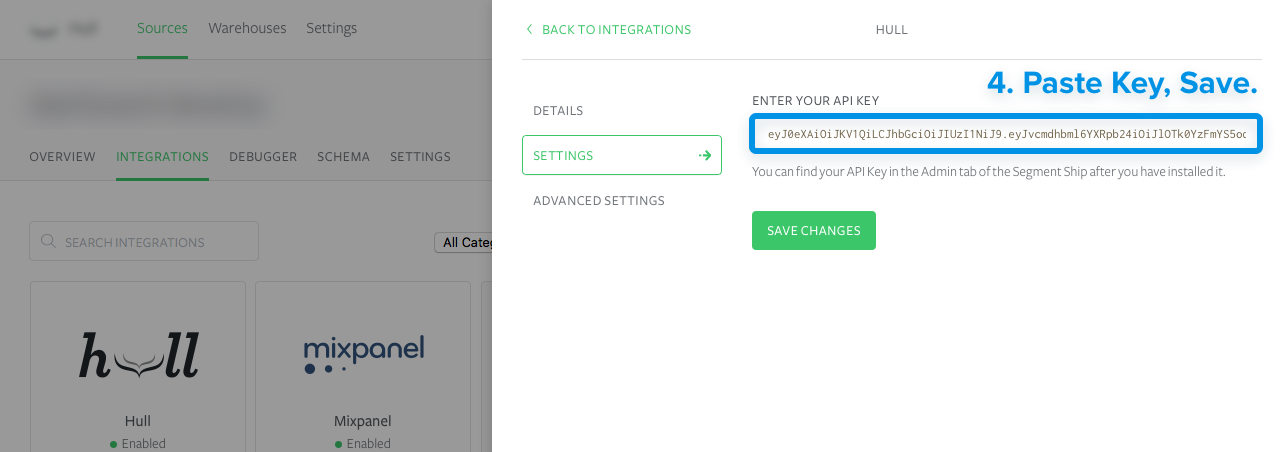 Sources Warehouses Settings
OVERVIEW INTEGRATIONS DEBUGGER SCHEMA SETTINGS
SEARCH INTEGRATIONS
All Categ
hull
mixpanel
Hull
Enabled
Mixpanel
Enabled
BACK TO INTEGRATIONS
HULL
DETAILS
SETTINGS
ADVANCED SETTINGS
4. Paste Key, Save.
ENTER YOUR API KEY
eyJ0eXAiOiJKV1QiLCJhbGciOiJIUzI1NiJ9.eyJvcmdhbml6YXRpb24iOiJlOTk0YzFmYS5oc
You can find your API Key in the Admin tab of the Segment Ship after you have installed it.
SAVE CHANGES